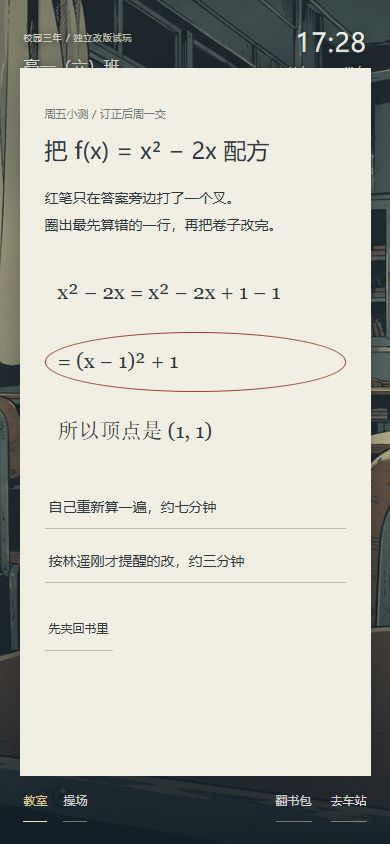 校园三年 / 独立改版试玩
17:28
高一（六）班
周五小测 / 订正后周一交
把 f(x) = x² − 2x 配方
红笔只在答案旁边打了一个叉。
圈出最先算错的一行，再把卷子改完。
x² − 2x = x² − 2x + 1 − 1
= (x − 1)² + 1
所以顶点是 (1, 1)
自己重新算一遍，约七分钟
按林遥刚才提醒的改，约三分钟
先夹回书里
教室
操场
翻书包
去车站